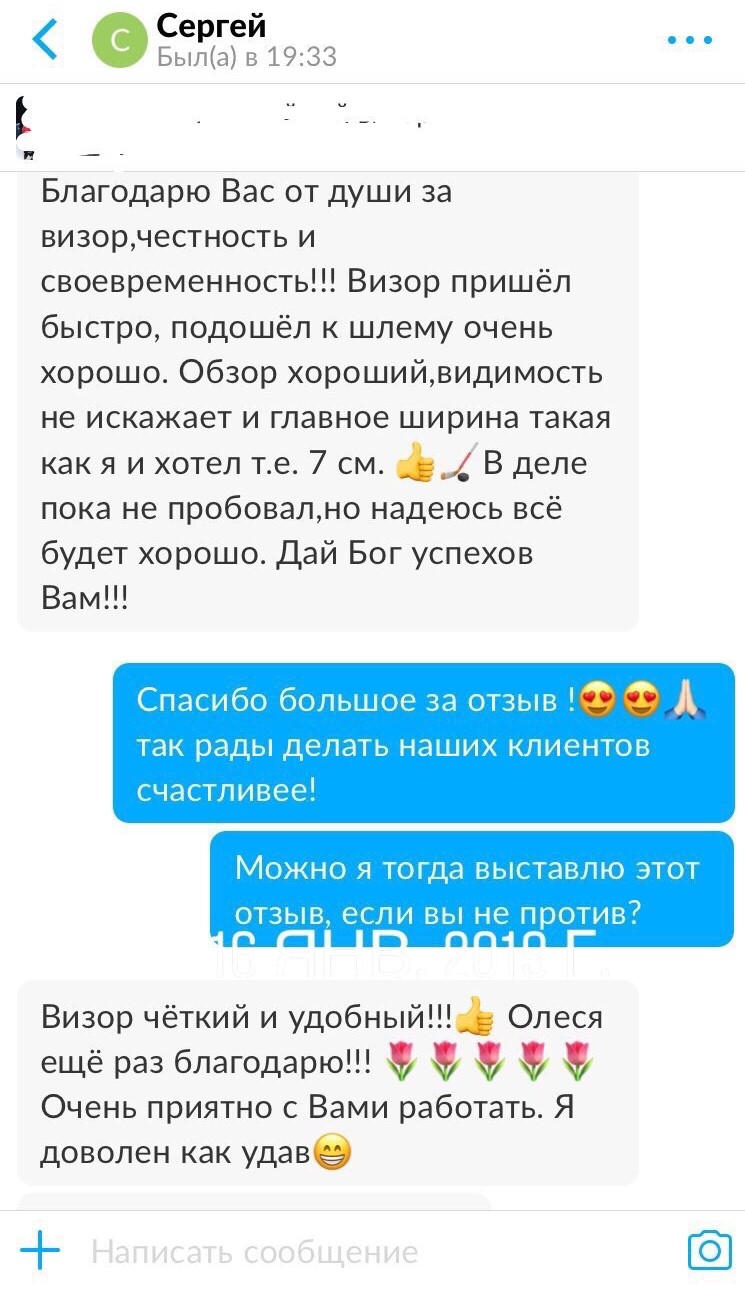 Сергей
С
Был(а) в 19:33
Благодарю Вас от души за
визор,честность и
своевременность!!! Визор пришёл
быстро, подошёл к шлему очень
хорошо. Обзор хороший,видимость
не искажает и главное ширина такая
как я и хотел т.е. 7 см. 👍🏒 В деле
пока не пробовал,но надеюсь всё
будет хорошо. Дай Бог успехов
Вам!!!
Спасибо большое за отзыв !😍😍🙏🏻
так рады делать наших клиентов
счастливее!
Можно я тогда выставлю этот
отзыв, если вы не против?
16 ЯНВ. 2019 Г.
Визор чёткий и удобный!!!👍 Олеся
ещё раз благодарю!!! 🌷🌷🌷🌷🌷
Очень приятно с Вами работать. Я
доволен как удав😁
Написать сообщение